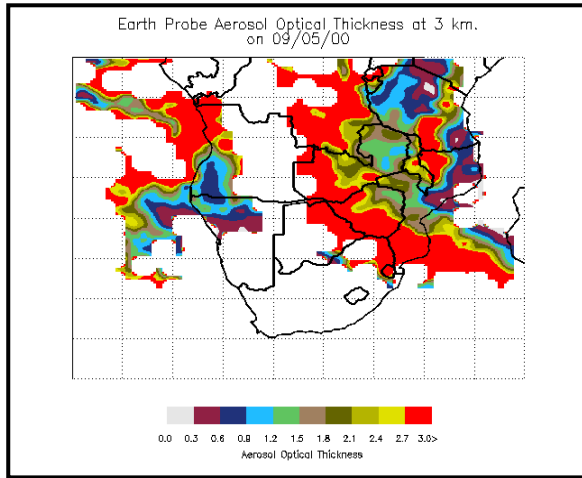 Earth Probe Aerosol Optical Thickness at 3 km.
on 09/05/00
0.0 0.3 0.6 0.9 1.2 1.5 1.8 2.1 2.4 2.7 3.0>
Aerosol Optical Thickness